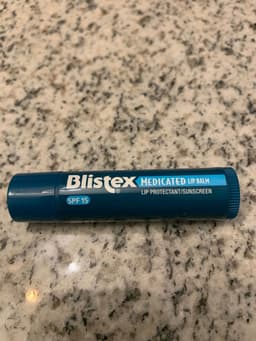 Blistex® MEDICATED LIP BALM
LIP PROTECTANT/SUNSCREEN
SPF 15